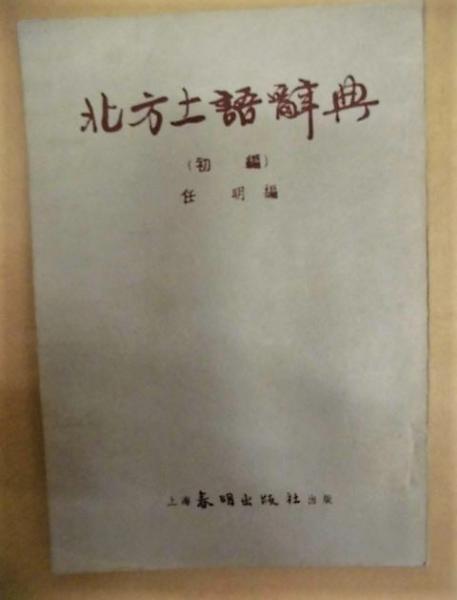 北方土語辭典
(初編)
任明編
上海春明出版社出版